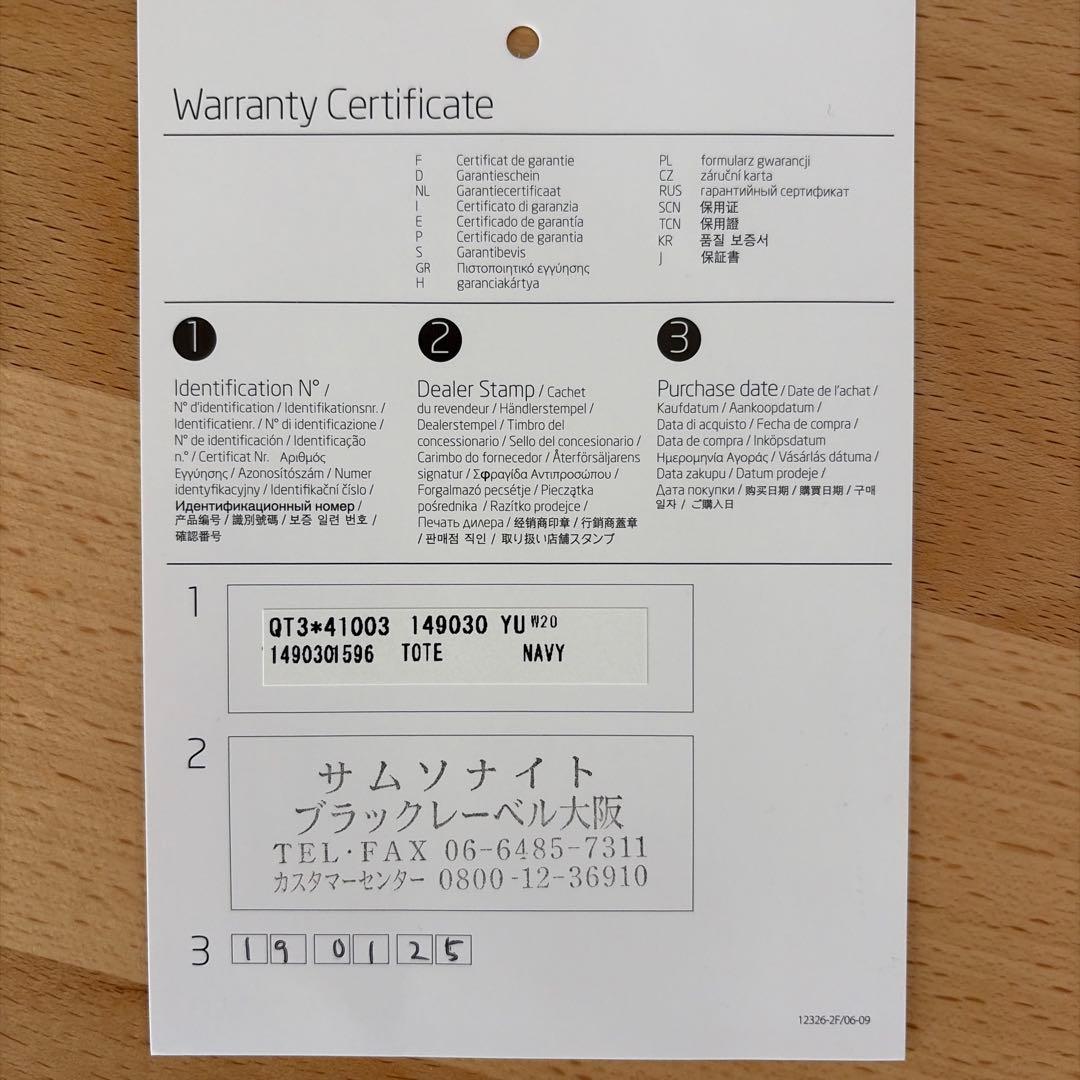 Warranty Certificate
F Certificat de garantie
D Garantieschein
NL Garantiecertificaat
I Certificato di garanzia
E Certificado de garantía
P Certificado de garantia
S Garantibevis
GR Πιστοποιητικό εγγύησης
H garanciakártya
PL formularz gwarancji
CZ záruční karta
RUS гарантийный сертификат
SCN 保用证
TCN 保用證
KR 품질 보증서
J 保証書
1
Identification N° /
N° d'identification / Identifikationsnr. /
Identificatienr. / N° di identificazione /
N° de identificación / Identificação
n.° / Certificat Nr. Αριθμός
Εγγύησης / Azonosítószám / Numer
identyfikacyjny / Identifikační číslo /
Идентификационный номер /
产品编号 / 識別號碼 / 보증 일련 번호 /
確認番号
2
Dealer Stamp / Cachet
du revendeur / Händlerstempel /
Dealerstempel / Timbro del
concessionario / Sello del concesionario /
Carimbo do fornecedor / Återförsäljarens
signatur / Σφραγίδα Αντιπροσώπου /
Forgalmazó pecsétje / Pieczątka
pośrednika / Razítko prodejce /
Печать дилера / 经销商印章 / 行銷商蓋章
/ 판매점 직인 / 取り扱い店舗スタンプ
3
Purchase date / Date de l'achat /
Kaufdatum / Aankoopdatum /
Data di acquisto / Fecha de compra /
Data de compra / Inköpsdatum
Ημερομηνία Αγοράς / Vásárlás dátuma /
Data zakupu / Datum prodeje /
Дата покупки / 购买日期 / 購買日期 / 구매
일자 / ご購入日
1
QT3*41003 149030 YU W20
1490301596 TOTE NAVY
2
サムソナイト
ブラックレーベル大阪
TEL・FAX 06-6485-7311
カスタマーセンター 0800-12-36910
3 19 01 25
12326-2F/06-09